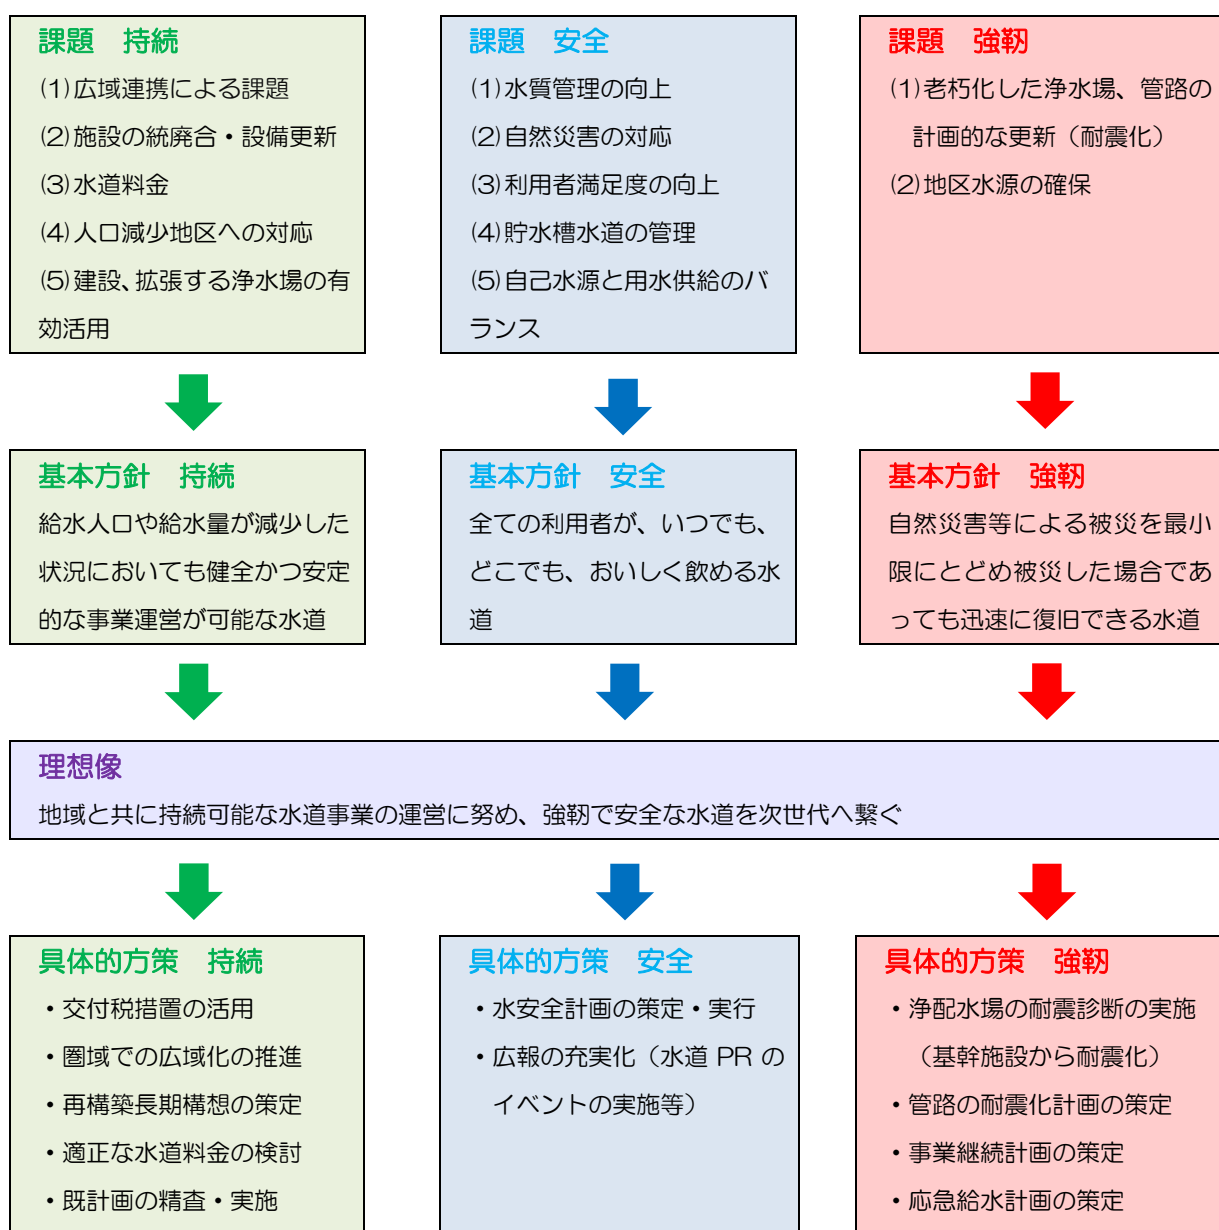 課題　持続
(1)広域連携による課題
(2)施設の統廃合・設備更新
(3)水道料金
(4)人口減少地区への対応
(5)建設、拡張する浄水場の有
効活用
課題　安全
(1)水質管理の向上
(2)自然災害の対応
(3)利用者満足度の向上
(4)貯水槽水道の管理
(5)自己水源と用水供給のバ
ランス
課題　強靭
(1)老朽化した浄水場、管路の
計画的な更新（耐震化）
(2)地区水源の確保
基本方針　持続
給水人口や給水量が減少した
状況においても健全かつ安定
的な事業運営が可能な水道
基本方針　安全
全ての利用者が、いつでも、
どこでも、おいしく飲める水
道
基本方針　強靭
自然災害等による被災を最小
限にとどめ被災した場合であ
っても迅速に復旧できる水道
理想像
地域と共に持続可能な水道事業の運営に努め、強靭で安全な水道を次世代へ繋ぐ
具体的方策　持続
・交付税措置の活用
・圏域での広域化の推進
・再構築長期構想の策定
・適正な水道料金の検討
・既計画の精査・実施
具体的方策　安全
・水安全計画の策定・実行
・広報の充実化（水道 PR の
イベントの実施等）
具体的方策　強靭
・浄配水場の耐震診断の実施
（基幹施設から耐震化）
・管路の耐震化計画の策定
・事業継続計画の策定
・応急給水計画の策定